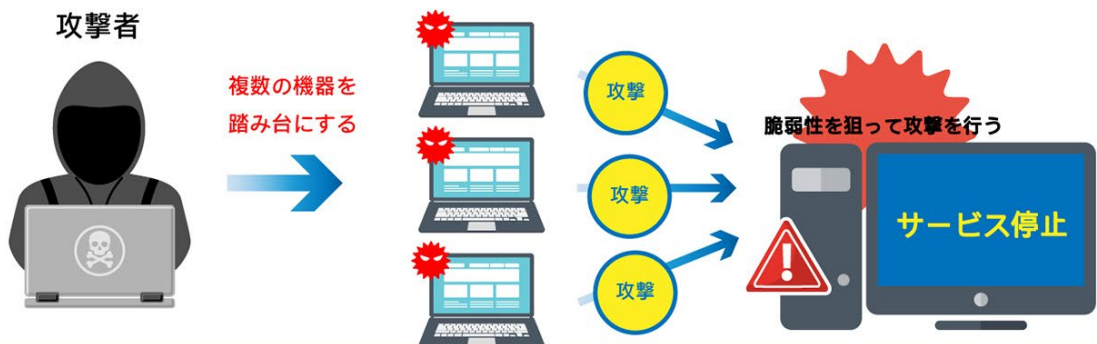 攻撃者
複数の機器を
踏み台にする
攻撃
攻撃
攻撃
脆弱性を狙って攻撃を行う
サービス停止